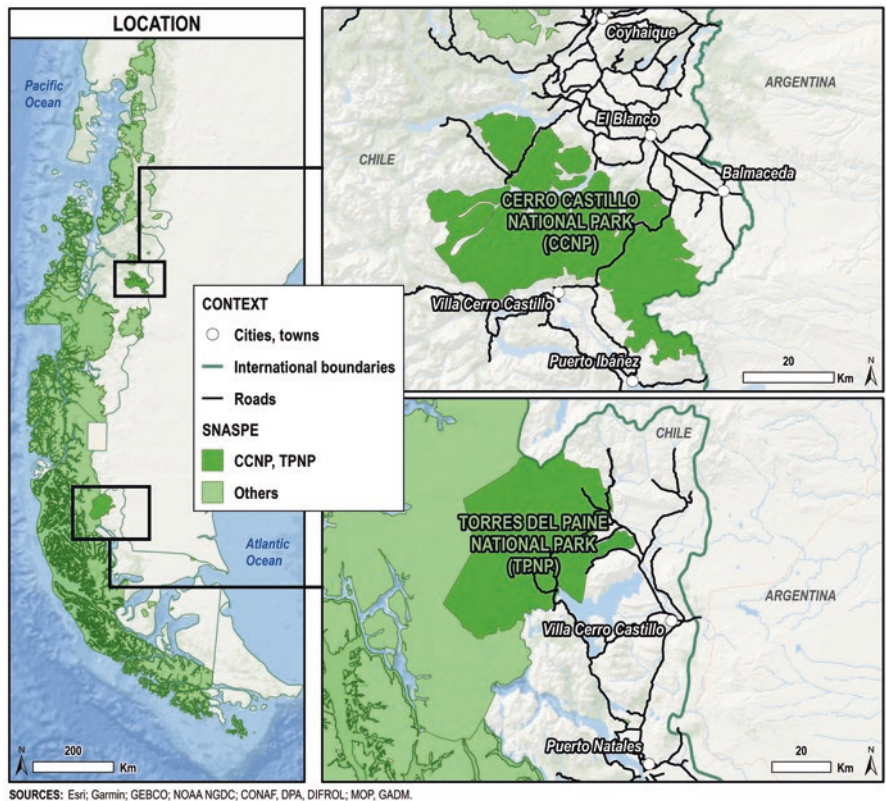 LOCATION
Pacific
Ocean
Atlantic
Ocean
N
200
Km
CONTEXT
Cities, towns
International boundaries
Roads
SNASPE
CCNP, TPNP
Others
Coyhaique
ARGENTINA
El Blanco
CHILE
Balmaceda
CERRO CASTILLO
NATIONAL PARK
(CCNP)
Villa Cerro Castillo
Puerto Ibáñez
20
Km
N
CHILE
TORRES DEL PAINE
NATIONAL PARK
(TPNP)
ARGENTINA
Villa Cerro Castillo
Puerto Natales
20
Km
N
SOURCES: Esri; Garmin; GEBCO; NOAA NGDC; CONAF, DPA, DIFROL; MOP, GADM.